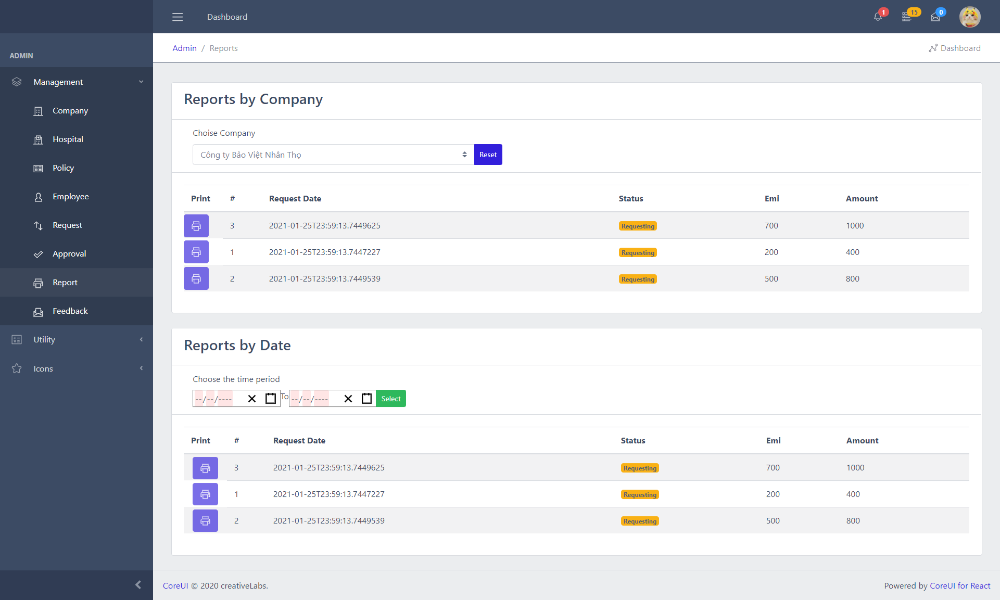 Dashboard
1
15
0
ADMIN
Management
Company
Hospital
Policy
Employee
Request
Approval
Report
Feedback
Utility
Icons
Admin / Reports
Dashboard
Reports by Company
Choise Company
Công ty Bảo Việt Nhân Thọ
Reset
Print # Request Date Status Emi Amount
3 2021-01-25T23:59:13.7449625 Requesting 700 1000
1 2021-01-25T23:59:13.7447227 Requesting 200 400
2 2021-01-25T23:59:13.7449539 Requesting 500 800
Reports by Date
Choose the time period
--/--/---- To --/--/---- Select
Print # Request Date Status Emi Amount
3 2021-01-25T23:59:13.7449625 Requesting 700 1000
1 2021-01-25T23:59:13.7447227 Requesting 200 400
2 2021-01-25T23:59:13.7449539 Requesting 500 800
CoreUI © 2020 creativeLabs.
Powered by CoreUI for React